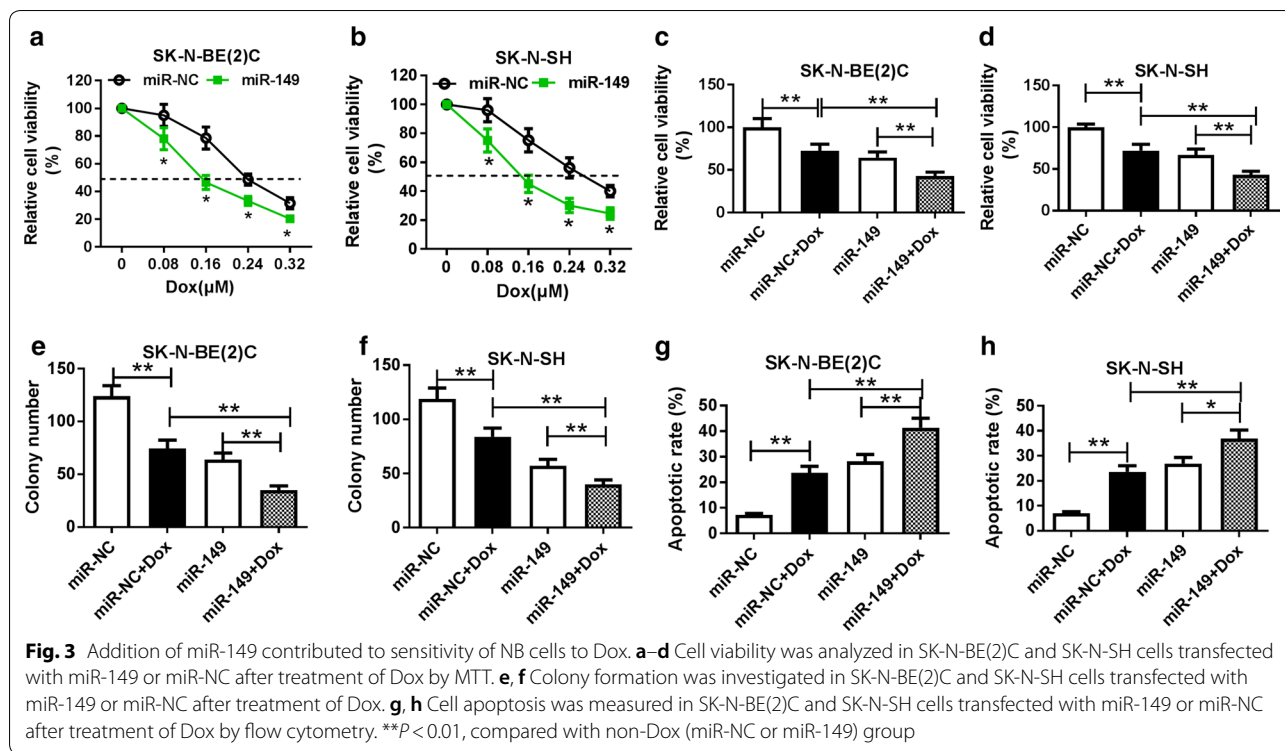 a
SK-N-BE(2)C
miR-NC miR-149
Relative cell viability
(%)
120
100
80
60
40
20
0
* * * *
0 0.08 0.16 0.24 0.32
Dox(μM)
b
SK-N-SH
miR-NC miR-149
Relative cell viability
(%)
120
100
80
60
40
20
0
* * * *
0 0.08 0.16 0.24 0.32
Dox(μM)
c
SK-N-BE(2)C
Relative cell viability
(%)
150
100
50
0
** **
**
miR-NC miR-NC+Dox miR-149 miR-149+Dox
d
SK-N-SH
Relative cell viability
(%)
150
100
50
0
**
**
**
miR-NC miR-NC+Dox miR-149 miR-149+Dox
e
SK-N-BE(2)C
Colony number
150
100
50
0
**
**
**
miR-NC miR-NC+Dox miR-149 miR-149+Dox
f
SK-N-SH
Colony number
150
100
50
0
**
**
**
miR-NC miR-NC+Dox miR-149 miR-149+Dox
g
SK-N-BE(2)C
Apoptotic rate (%)
50
40
30
20
10
0
**
**
**
miR-NC miR-NC+Dox miR-149 miR-149+Dox
h
SK-N-SH
Apoptotic rate (%)
50
40
30
20
10
0
**
*
**
miR-NC miR-NC+Dox miR-149 miR-149+Dox
Fig. 3 Addition of miR-149 contributed to sensitivity of NB cells to Dox. a–d Cell viability was analyzed in SK-N-BE(2)C and SK-N-SH cells transfected
with miR-149 or miR-NC after treatment of Dox by MTT. e, f Colony formation was investigated in SK-N-BE(2)C and SK-N-SH cells transfected with
miR-149 or miR-NC after treatment of Dox. g, h Cell apoptosis was measured in SK-N-BE(2)C and SK-N-SH cells transfected with miR-149 or miR-NC
after treatment of Dox by flow cytometry. **P < 0.01, compared with non-Dox (miR-NC or miR-149) group